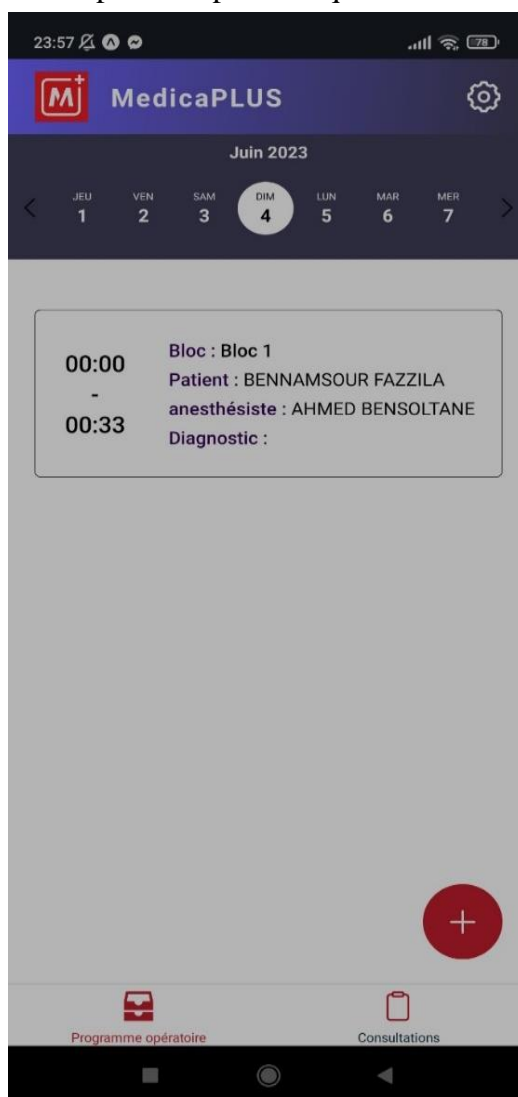 23:57 78
M+ MedicaPLUS
Juin 2023
JEU VEN SAM DIM LUN MAR MER
1 2 3 4 5 6 7
00:00
-
00:33
Bloc : Bloc 1
Patient : BENNAMSOUR FAZZILA
anesthésiste : AHMED BENSOLTANE
Diagnostic :
Programme opératoire Consultations